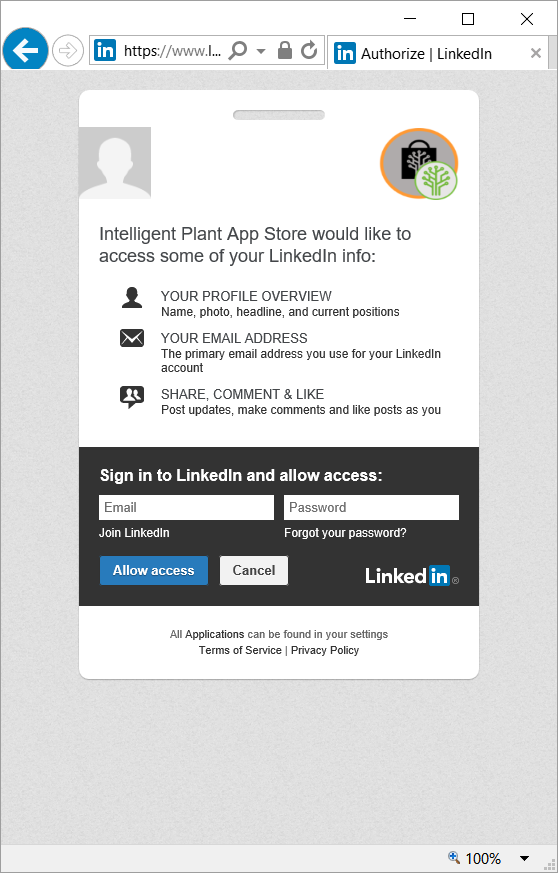 https://www.l...
Authorize | LinkedIn
Intelligent Plant App Store would like to
access some of your LinkedIn info:
YOUR PROFILE OVERVIEW
Name, photo, headline, and current positions
YOUR EMAIL ADDRESS
The primary email address you use for your LinkedIn
account
SHARE, COMMENT & LIKE
Post updates, make comments and like posts as you
Sign in to LinkedIn and allow access:
Email Password
Join LinkedIn Forgot your password?
Allow access Cancel
LinkedIn®
All Applications can be found in your settings
Terms of Service | Privacy Policy
100%